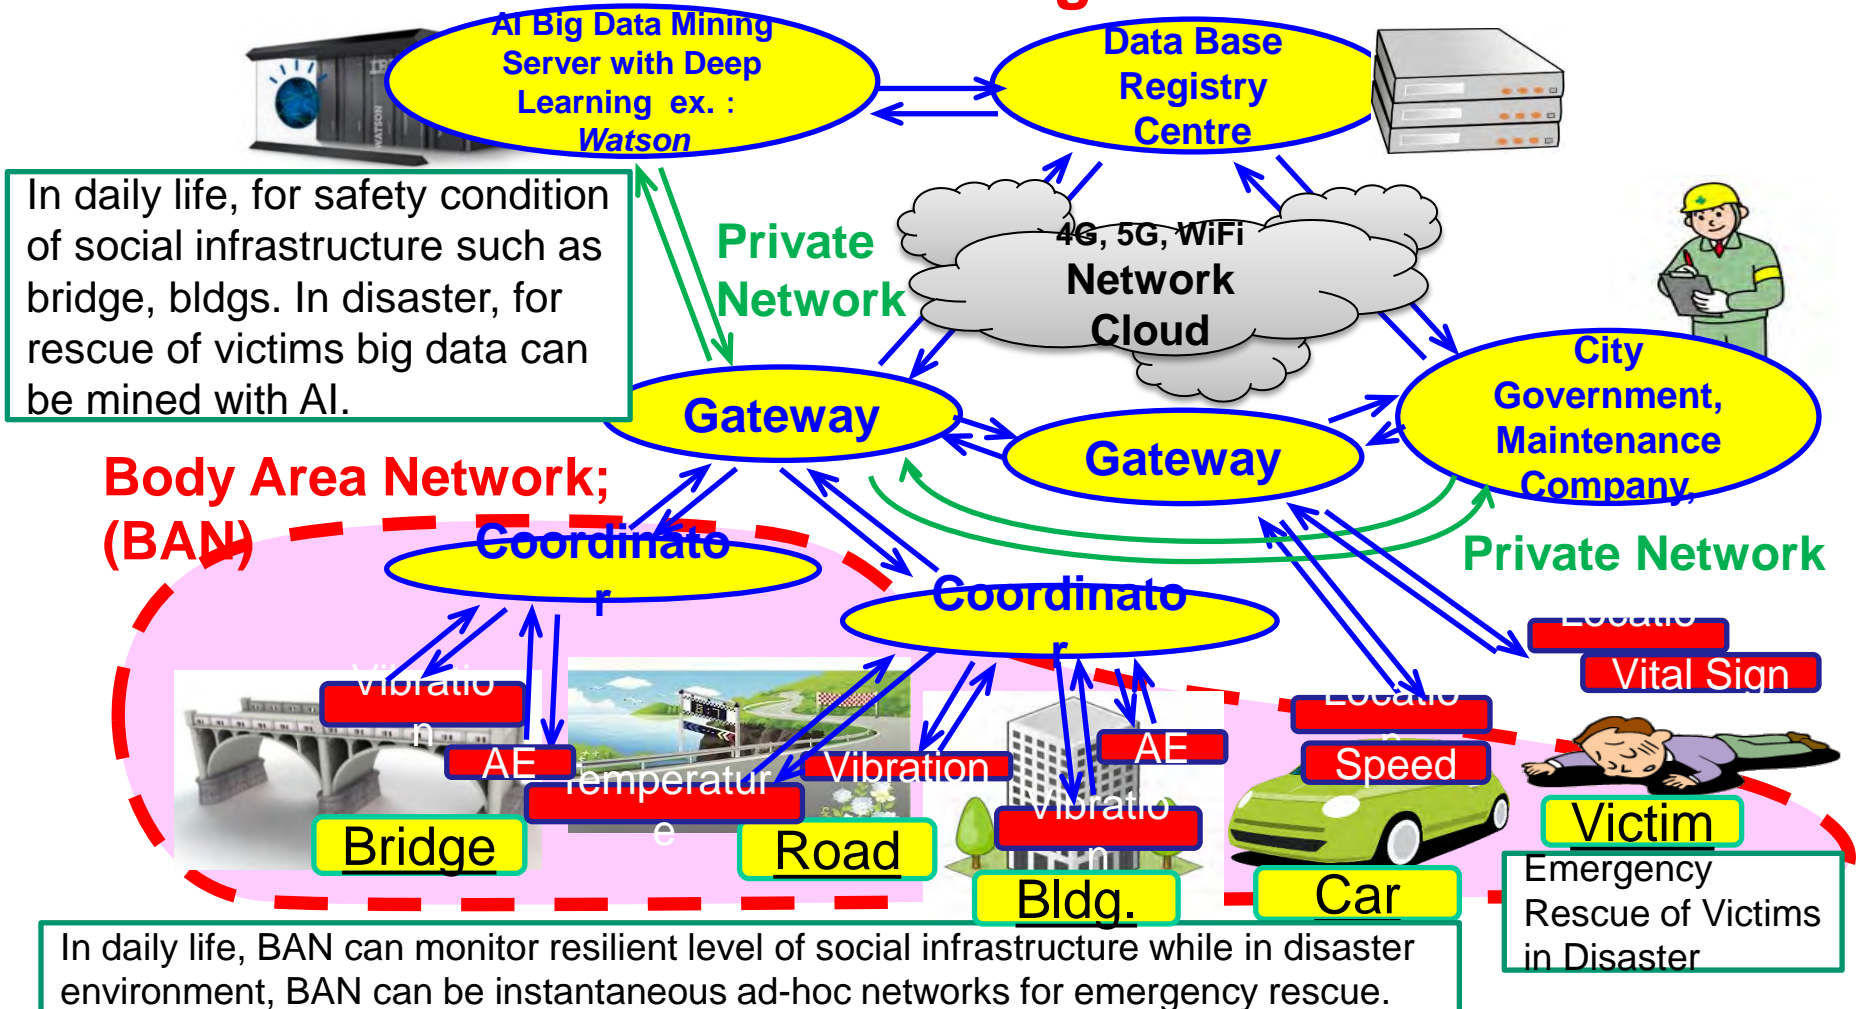 AI Big Data Mining
Server with Deep
Learning ex. :
Watson
Data Base
Registry
Centre
WATSON
In daily life, for safety condition
of social infrastructure such as
bridge, bldgs. In disaster, for
rescue of victims big data can
be mined with AI.
Private
Network
4G, 5G, WiFi
Network
Cloud
City
Government,
Maintenance
Company,
Gateway
Gateway
Body Area Network;
(BAN)
Coordinato
r
Coordinato
r
Private Network
Locatio
Vital Sign
Vibratio
n
AE
Temperatur
e
Vibration
AE
Vibratio
n
Locatio
n
Speed
Bridge
Road
Bldg.
Car
Victim
Emergency
Rescue of Victims
in Disaster
In daily life, BAN can monitor resilient level of social infrastructure while in disaster
environment, BAN can be instantaneous ad-hoc networks for emergency rescue.